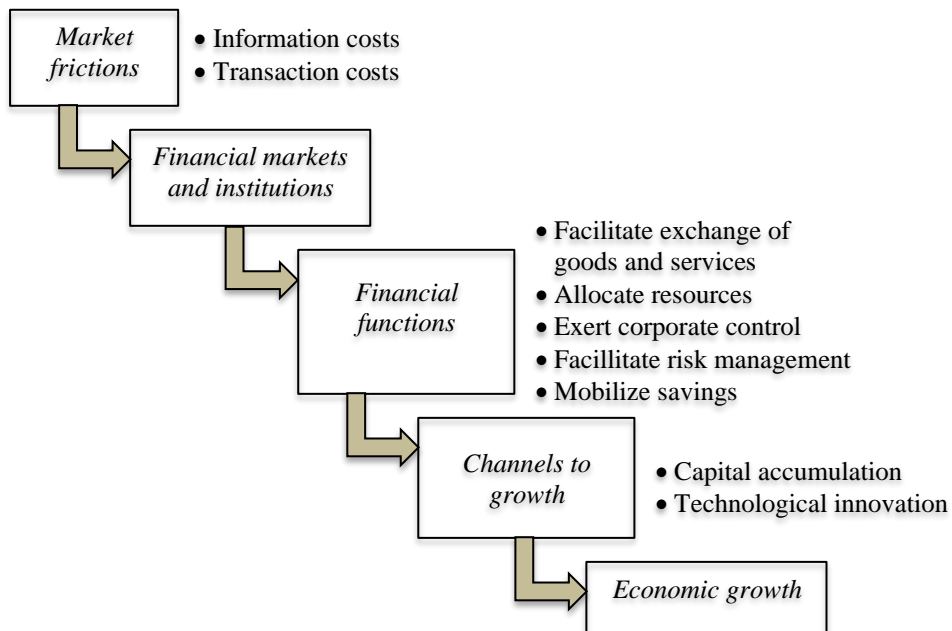 Market
frictions
• Information costs
• Transaction costs
Financial markets
and institutions
Financial
functions
• Facilitate exchange of
goods and services
• Allocate resources
• Exert corporate control
• Facillitate risk management
• Mobilize savings
Channels to
growth
• Capital accumulation
• Technological innovation
Economic growth